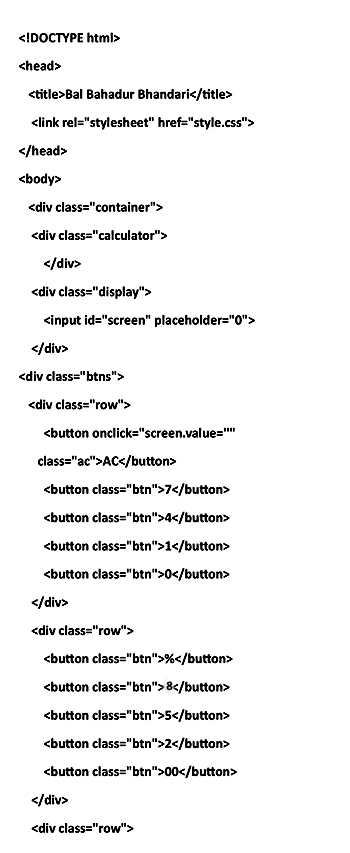 <!DOCTYPE html>
<head>
<title>Bal Bahadur Bhandari</title>
<link rel="stylesheet" href="style.css">
</head>
<body>
<div class="container">
<div class="calculator">
</div>
<div class="display">
<input id="screen" placeholder="0">
</div>
<div class="btns">
<div class="row">
<button onclick="screen.value=""
class="ac">AC</button>
<button class="btn">7</button>
<button class="btn">4</button>
<button class="btn">1</button>
<button class="btn">0</button>
</div>
<div class="row">
<button class="btn">%</button>
<button class="btn">8</button>
<button class="btn">5</button>
<button class="btn">2</button>
<button class="btn">00</button>
</div>
<div class="row">